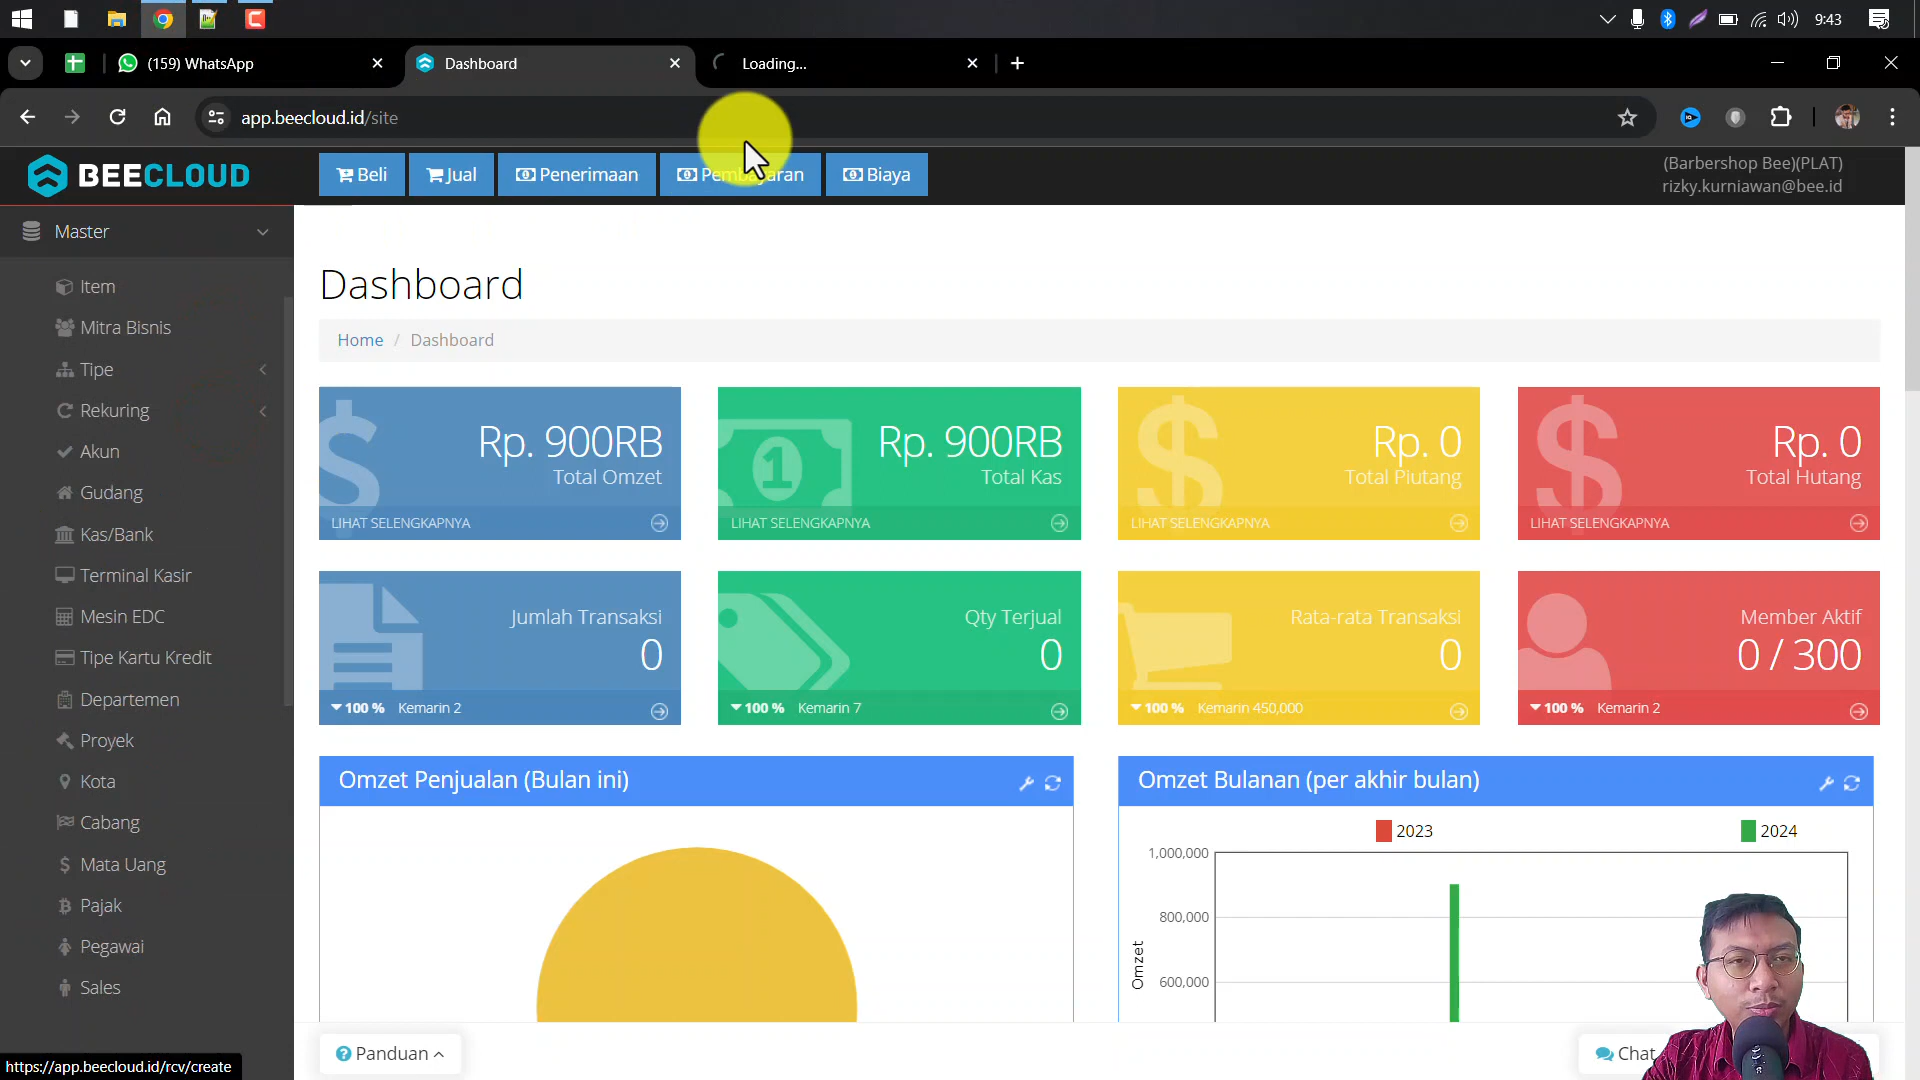 9:43
(159) WhatsApp
Dashboard
Loading...
app.beecloud.id/site
BEECLOUD
Beli
Jual
Penerimaan
Pembayaran
Biaya
(Barbershop Bee)(PLAT)
rizky.kurniawan@bee.id
Master
Item
Mitra Bisnis
Tipe
Rekuring
Akun
Gudang
Kas/Bank
Terminal Kasir
Mesin EDC
Tipe Kartu Kredit
Departemen
Proyek
Kota
Cabang
Mata Uang
Pajak
Pegawai
Sales
Dashboard
Home / Dashboard
Rp. 900RB
Total Omzet
LIHAT SELENGKAPNYA
Rp. 900RB
Total Kas
LIHAT SELENGKAPNYA
Rp. 0
Total Piutang
LIHAT SELENGKAPNYA
Rp. 0
Total Hutang
LIHAT SELENGKAPNYA
Jumlah Transaksi
0
100 % Kemarin 2
Qty Terjual
0
100 % Kemarin 7
Rata-rata Transaksi
0
100 % Kemarin 450,000
Member Aktif
0 / 300
100 % Kemarin 2
Omzet Penjualan (Bulan ini)
Omzet Bulanan (per akhir bulan)
2023
2024
1,000,000
800,000
600,000
Omzet
Panduan
Chat
https://app.beecloud.id/rcv/create